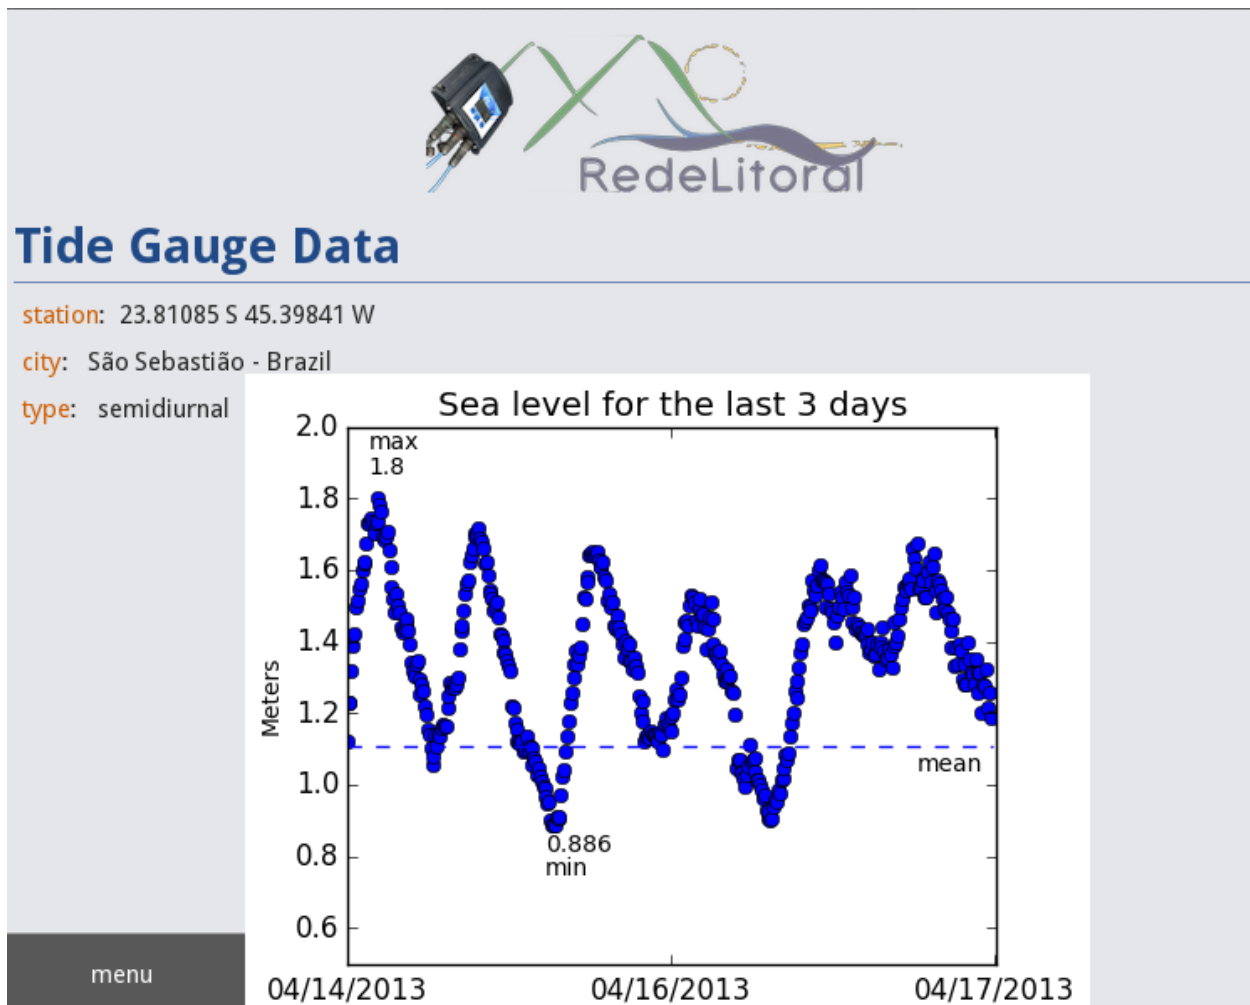 RedeLitoral
Tide Gauge Data
station: 23.81085 S 45.39841 W
city: São Sebastião - Brazil
type: semidiurnal
Sea level for the last 3 days
2.0
max
1.8
1.8
1.6
1.4
Meters
1.2
mean
1.0
0.886
0.8
min
0.6
menu
04/14/2013 04/16/2013 04/17/2013